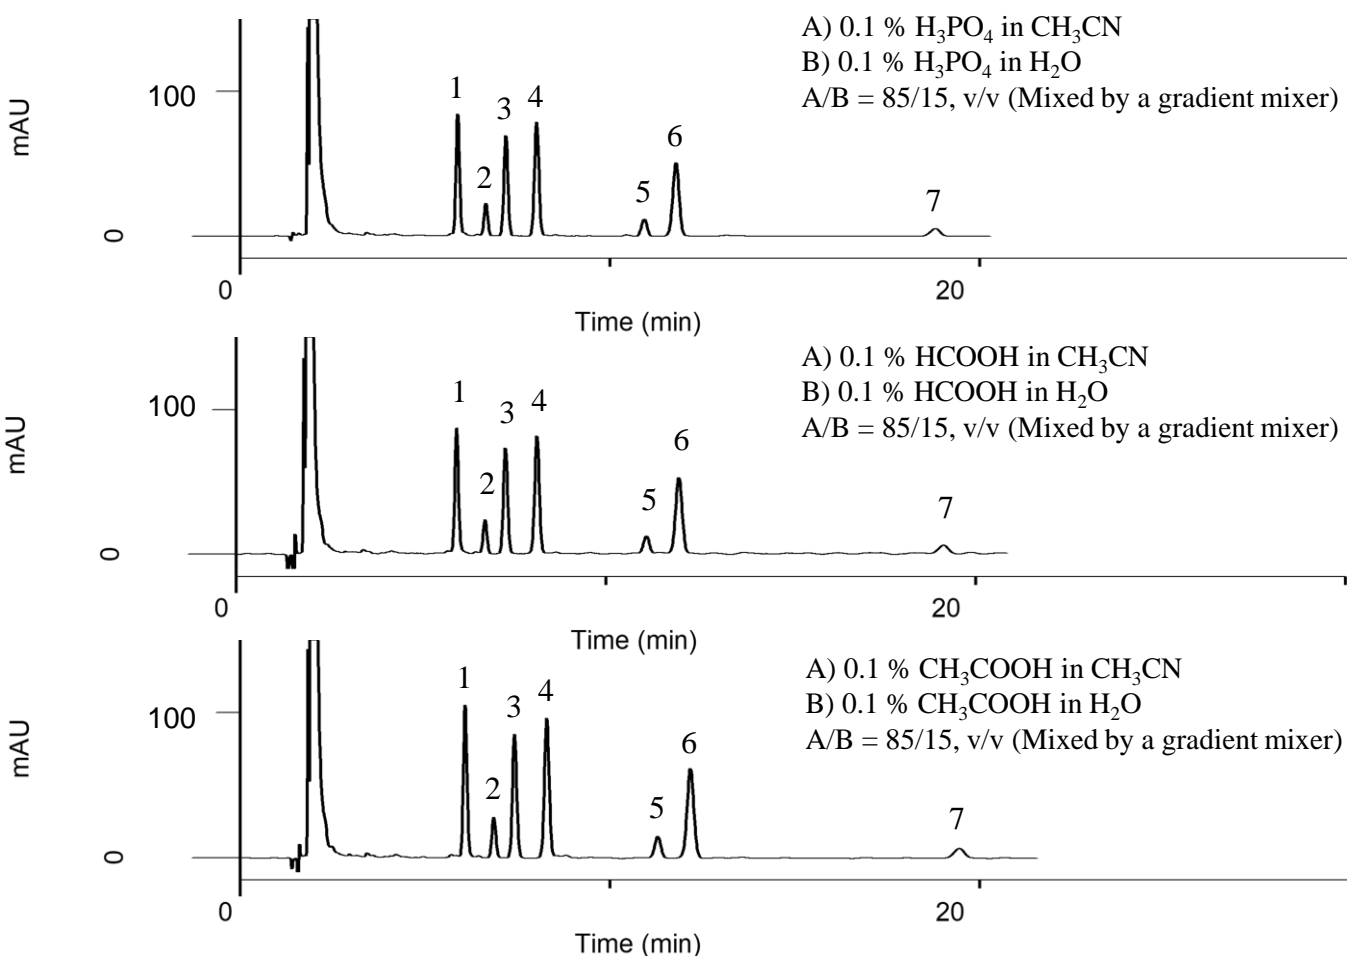 A) 0.1 % H₃PO₄ in CH₃CN
B) 0.1 % H₃PO₄ in H₂O
A/B = 85/15, v/v (Mixed by a gradient mixer)
mAU
100
0
1
2
3
4
5
6
7
0
20
Time (min)
A) 0.1 % HCOOH in CH₃CN
B) 0.1 % HCOOH in H₂O
A/B = 85/15, v/v (Mixed by a gradient mixer)
mAU
100
0
1
2
3
4
5
6
7
0
20
Time (min)
A) 0.1 % CH₃COOH in CH₃CN
B) 0.1 % CH₃COOH in H₂O
A/B = 85/15, v/v (Mixed by a gradient mixer)
mAU
100
0
1
2
3
4
5
6
7
0
20
Time (min)